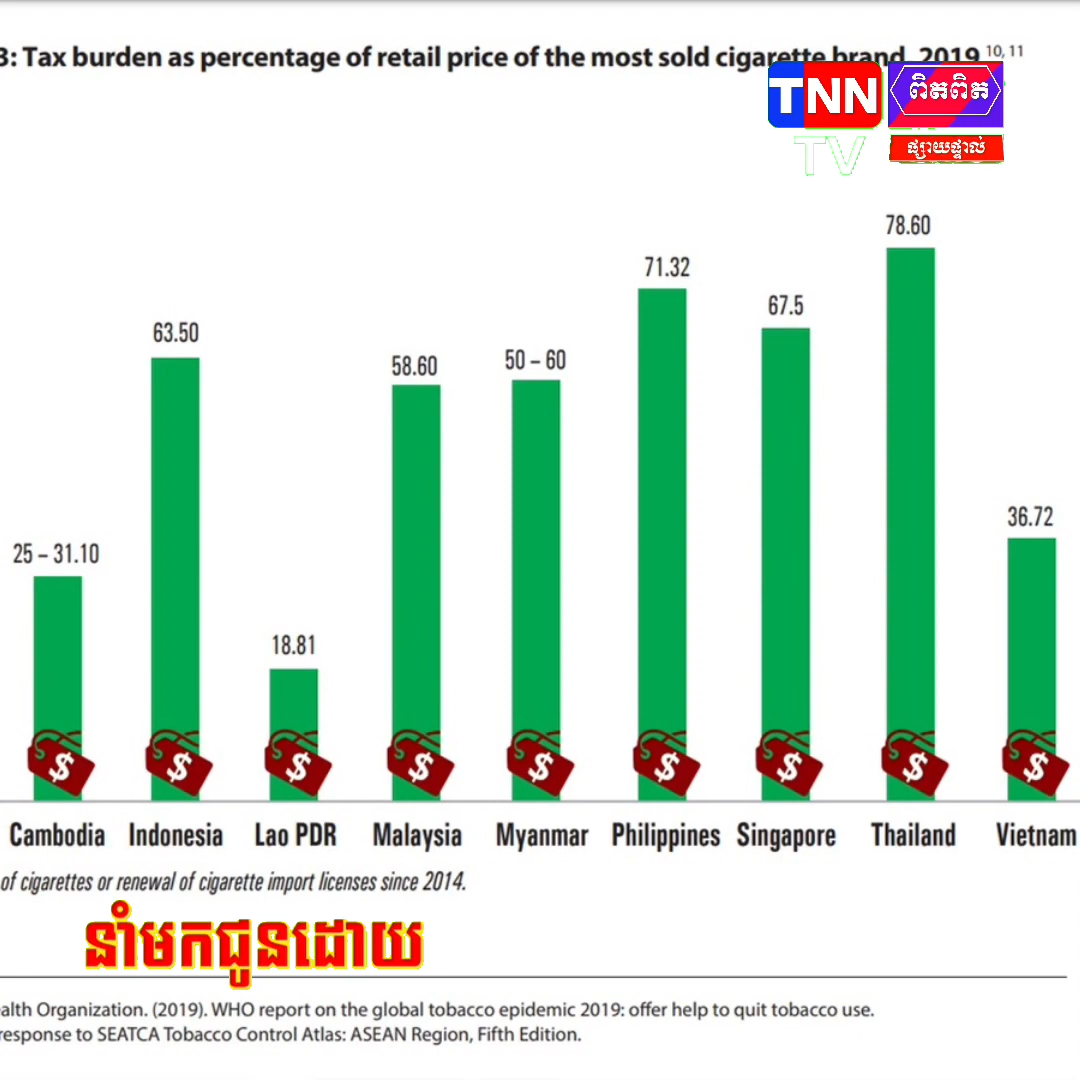 3: Tax burden as percentage of retail price of the most sold cigarette brand, 2019 10, 11
TNN
TV
ពិតពិត
ផ្សាយផ្ទាល់
78.60
71.32
67.5
63.50
58.60
50 – 60
36.72
25 – 31.10
18.81
$ $ $ $ $ $ $ $ $
Cambodia Indonesia Lao PDR Malaysia Myanmar Philippines Singapore Thailand Vietnam
of cigarettes or renewal of cigarette import licenses since 2014.
នាំមកជូនដោយ
ealth Organization. (2019). WHO report on the global tobacco epidemic 2019: offer help to quit tobacco use.
response to SEATCA Tobacco Control Atlas: ASEAN Region, Fifth Edition.